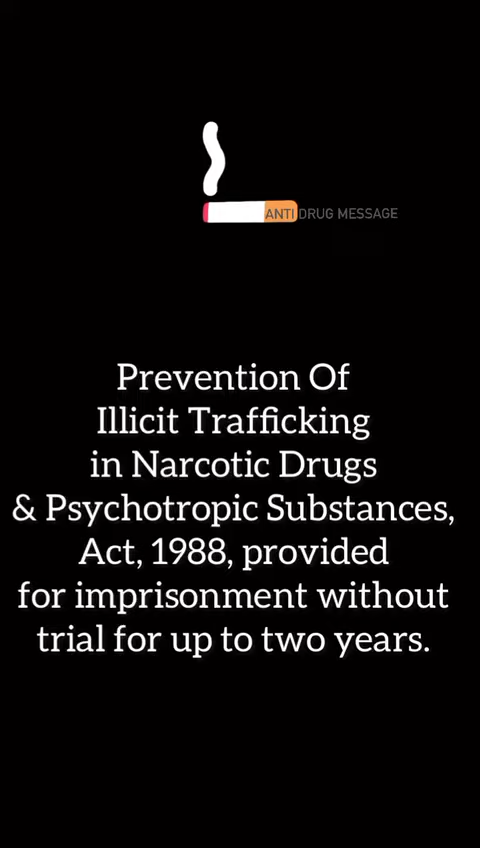 ANTI DRUG MESSAGE
Prevention Of
Illicit Trafficking
in Narcotic Drugs
& Psychotropic Substances,
Act, 1988, provided
for imprisonment without
trial for up to two years.